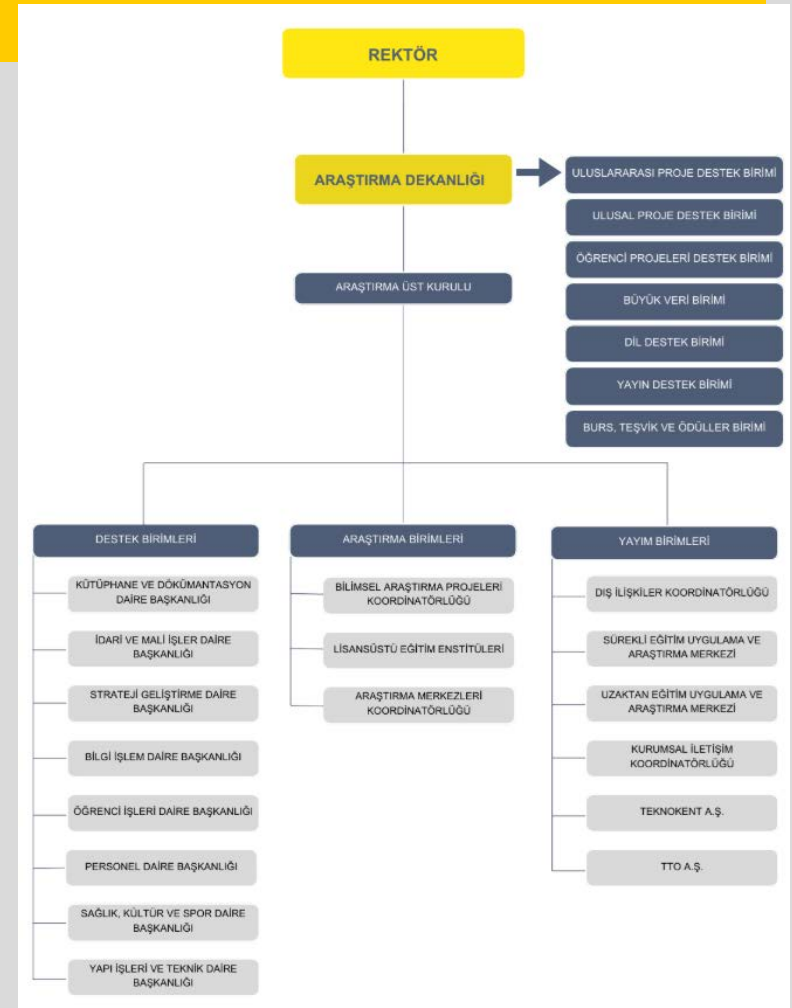 REKTÖR
ARAŞTIRMA DEKANLIĞI
ULUSLARARASI PROJE DESTEK BİRİMİ
ULUSAL PROJE DESTEK BİRİMİ
ÖĞRENCİ PROJELERİ DESTEK BİRİMİ
BÜYÜK VERİ BİRİMİ
DİL DESTEK BİRİMİ
YAYIN DESTEK BİRİMİ
BURS, TEŞVİK VE ÖDÜLLER BİRİMİ
ARAŞTIRMA ÜST KURULU
DESTEK BİRİMLERİ
KÜTÜPHANE VE DÖKÜMANTASYON
DAİRE BAŞKANLIĞI
İDARİ VE MALİ İŞLER DAİRE
BAŞKANLIĞI
STRATEJİ GELİŞTİRME DAİRE
BAŞKANLIĞI
BİLGİ İŞLEM DAİRE BAŞKANLIĞI
ÖĞRENCİ İŞLERİ DAİRE BAŞKANLIĞI
PERSONEL DAİRE BAŞKANLIĞI
SAĞLIK, KÜLTÜR VE SPOR DAİRE
BAŞKANLIĞI
YAPI İŞLERİ VE TEKNİK DAİRE
BAŞKANLIĞI
ARAŞTIRMA BİRİMLERİ
BİLİMSEL ARAŞTIRMA PROJELERİ
KOORDİNATÖRLÜĞÜ
LİSANSÜSTÜ EĞİTİM ENSTİTÜLERİ
ARAŞTIRMA MERKEZLERİ
KOORDİNATÖRLÜĞÜ
YAYIM BİRİMLERİ
DIŞ İLİŞKİLER KOORDİNATÖRLÜĞÜ
SÜREKLİ EĞİTİM UYGULAMA VE
ARAŞTIRMA MERKEZİ
UZAKTAN EĞİTİM UYGULAMA VE
ARAŞTIRMA MERKEZİ
KURUMSAL İLETİŞİM
KOORDİNATÖRLÜĞÜ
TEKNOKENT A.Ş.
TTO A.Ş.